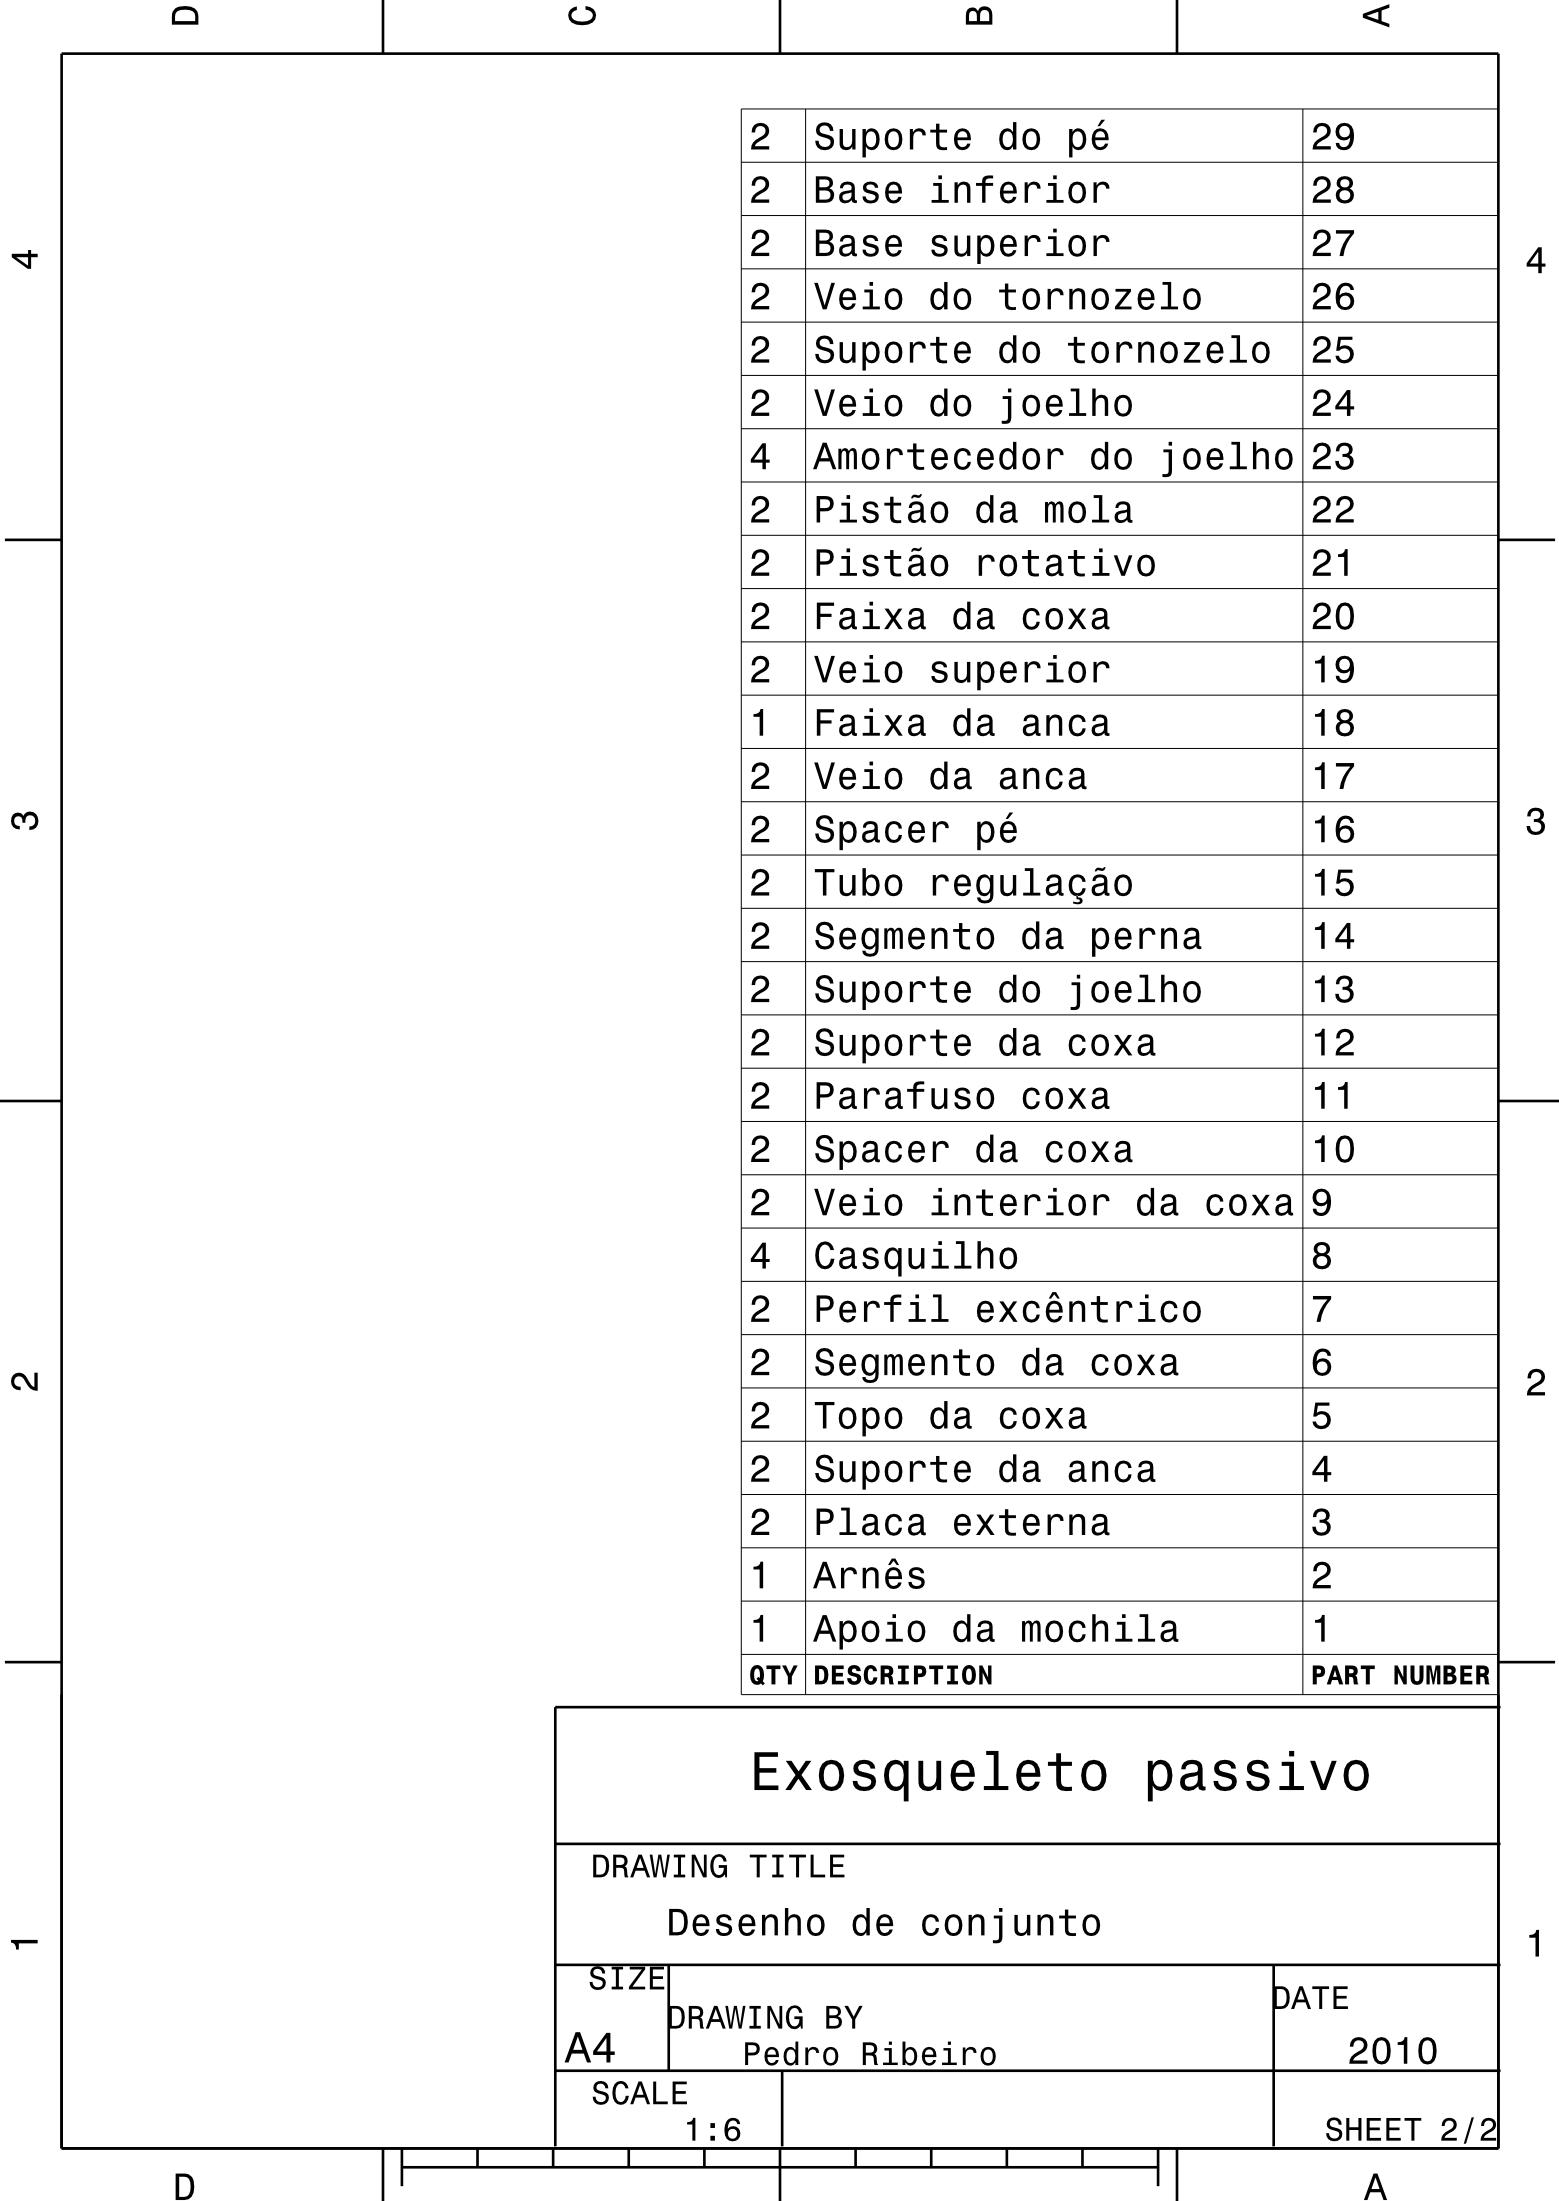 D C B A
2 Suporte do pé 29
2 Base inferior 28
2 Base superior 27
4 4
2 Veio do tornozelo 26
2 Suporte do tornozelo 25
2 Veio do joelho 24
4 Amortecedor do joelho 23
2 Pistão da mola 22
2 Pistão rotativo 21
2 Faixa da coxa 20
2 Veio superior 19
1 Faixa da anca 18
2 Veio da anca 17
3 3
2 Spacer pé 16
2 Tubo regulação 15
2 Segmento da perna 14
2 Suporte do joelho 13
2 Suporte da coxa 12
2 Parafuso coxa 11
2 Spacer da coxa 10
2 Veio interior da coxa 9
4 Casquilho 8
2 Perfil excêntrico 7
2 Segmento da coxa 6
2 2
2 Topo da coxa 5
2 Suporte da anca 4
2 Placa externa 3
1 Arnês 2
1 Apoio da mochila 1
QTY DESCRIPTION PART NUMBER
Exosqueleto passivo
DRAWING TITLE
Desenho de conjunto
1 1
SIZE
A4
DRAWING BY
Pedro Ribeiro
DATE
2010
SCALE
1:6
SHEET 2/2
D A